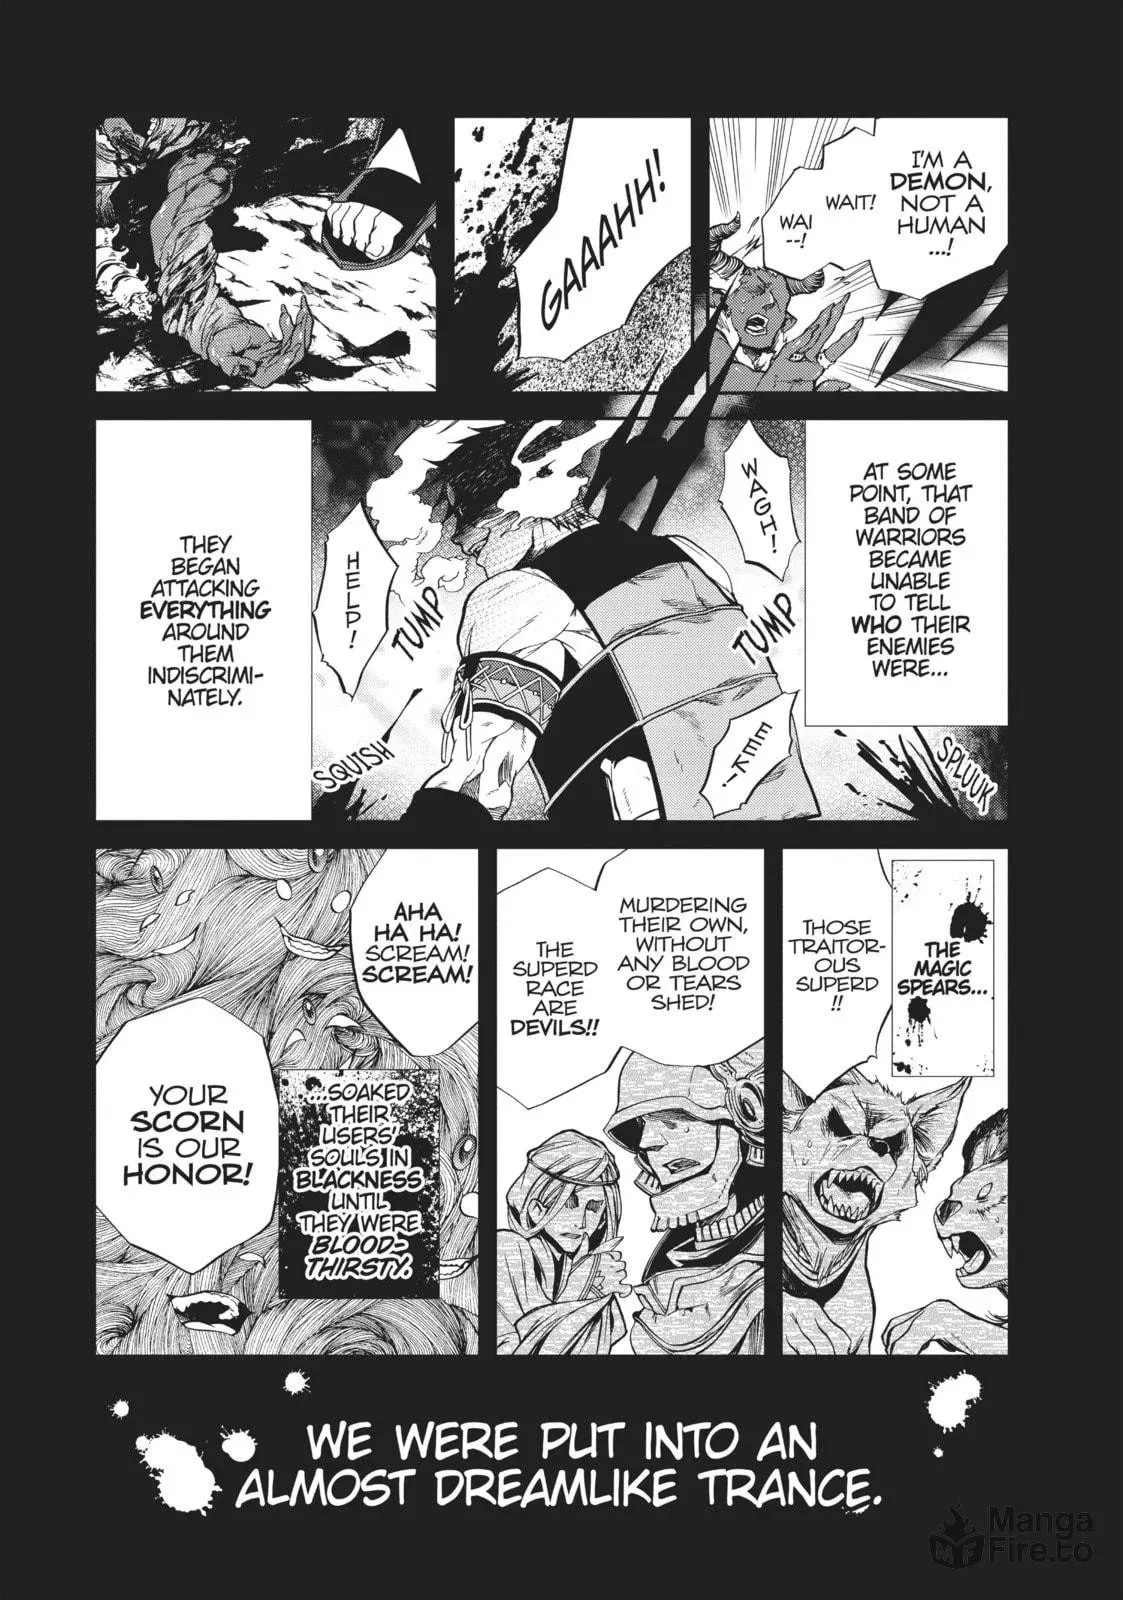 I'M A
DEMON,
NOT A
HUMAN
...!
WAIT!
WAI
--!
GAAAHH!
AT SOME
POINT, THAT
BAND OF
WARRIORS
BECAME
UNABLE
TO TELL
WHO THEIR
ENEMIES
WERE...
WAGH!
TUMP
EEK!
SPLUUK
HELP!
TUMP
SQUISH
THEY
BEGAN
ATTACKING
EVERYTHING
AROUND
THEM
INDISCRIMI-
NATELY.
THE
MAGIC
SPEARS...
THOSE
TRAITOR-
OUS
SUPERD
!!
MURDERING
THEIR OWN,
WITHOUT
ANY BLOOD
OR TEARS
SHED!
THE
SUPERD
RACE
ARE
DEVILS!!
AHA
HA HA!
SCREAM!
SCREAM!
...SOAKED
THEIR
USERS'
SOULS IN
BLACKNESS
UNTIL
THEY WERE
BLOOD-
THIRSTY.
YOUR
SCORN
IS OUR
HONOR!
WE WERE PUT INTO AN
ALMOST DREAMLIKE TRANCE.
MF
Manga
Fire.to